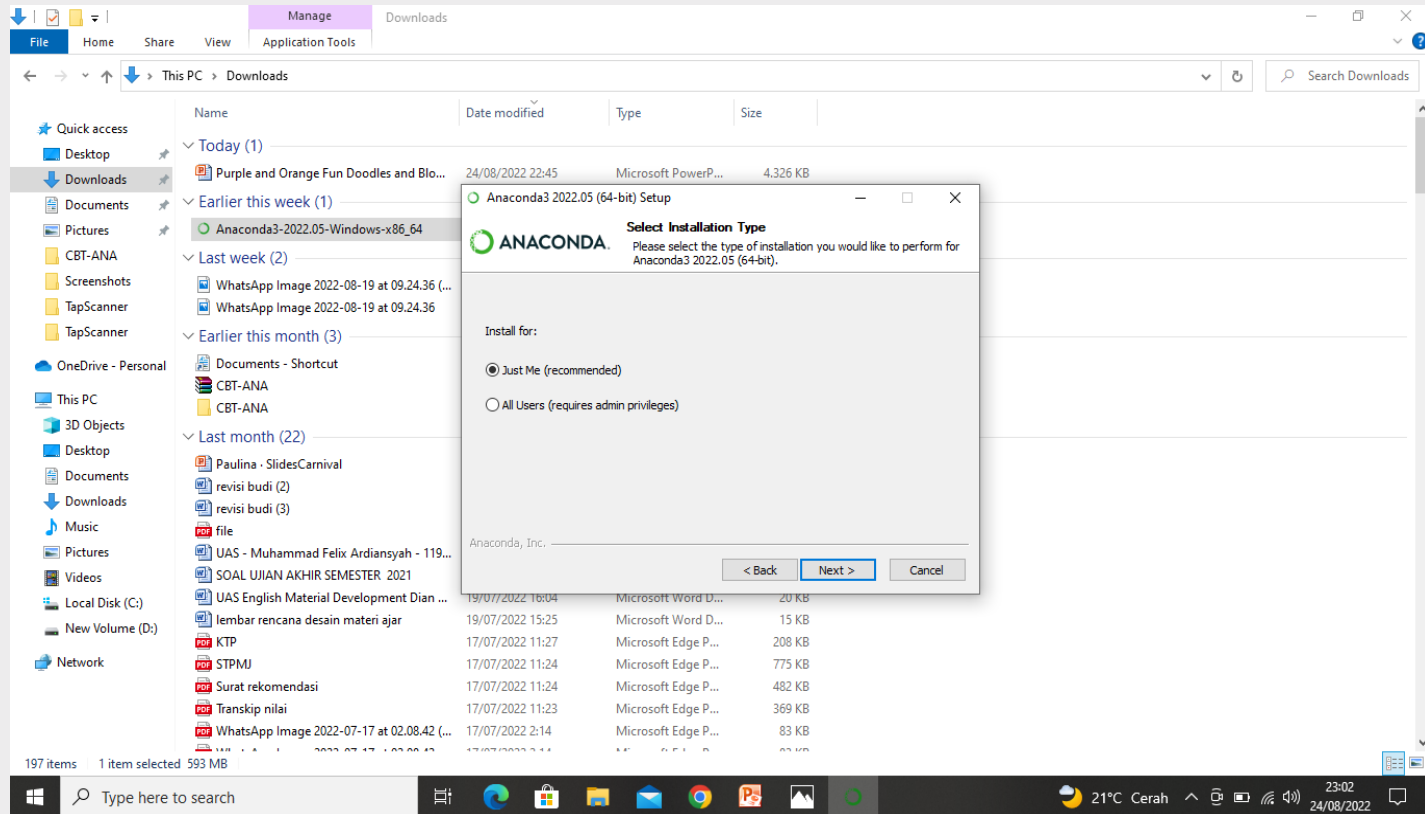 Manage
Downloads
File
Home
Share
View
Application Tools
This PC > Downloads
Search Downloads
Name
Date modified
Type
Size
Quick access
Desktop
Downloads
Documents
Pictures
CBT-ANA
Screenshots
TapScanner
TapScanner
OneDrive - Personal
This PC
3D Objects
Desktop
Documents
Downloads
Music
Pictures
Videos
Local Disk (C:)
New Volume (D:)
Network
Today (1)
Purple and Orange Fun Doodles and Blo... 24/08/2022 22:45 Microsoft PowerP... 4.326 KB
Earlier this week (1)
Anaconda3-2022.05-Windows-x86_64
Last week (2)
WhatsApp Image 2022-08-19 at 09.24.36 (...
WhatsApp Image 2022-08-19 at 09.24.36
Earlier this month (3)
Documents - Shortcut
CBT-ANA
CBT-ANA
Last month (22)
Paulina · SlidesCarnival
revisi budi (2)
revisi budi (3)
file
UAS - Muhammad Felix Ardiansyah - 119...
SOAL UJIAN AKHIR SEMESTER 2021
UAS English Material Development Dian ... 19/07/2022 16:04 Microsoft Word D... 20 KB
lembar rencana desain materi ajar 19/07/2022 15:25 Microsoft Word D... 15 KB
KTP 17/07/2022 11:27 Microsoft Edge P... 208 KB
STPMJ 17/07/2022 11:24 Microsoft Edge P... 775 KB
Surat rekomendasi 17/07/2022 11:24 Microsoft Edge P... 482 KB
Transkip nilai 17/07/2022 11:23 Microsoft Edge P... 369 KB
WhatsApp Image 2022-07-17 at 02.08.42 (... 17/07/2022 2:14 Microsoft Edge P... 83 KB
Anaconda3 2022.05 (64-bit) Setup
ANACONDA.
Select Installation Type
Please select the type of installation you would like to perform for
Anaconda3 2022.05 (64-bit).
Install for:
Just Me (recommended)
All Users (requires admin privileges)
Anaconda, Inc.
< Back
Next >
Cancel
197 items
1 item selected 593 MB
Type here to search
21°C Cerah
23:02
24/08/2022